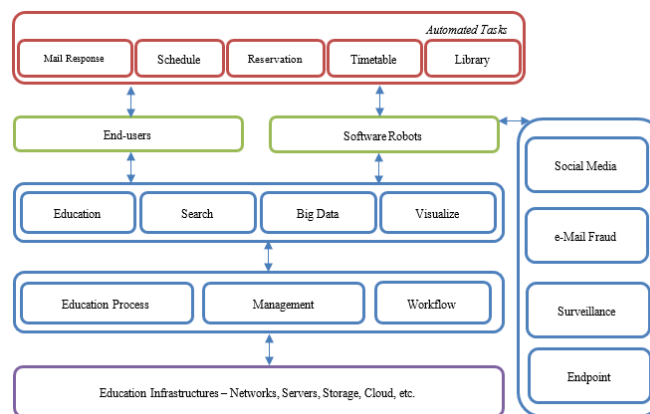 Automated Tasks
Mail Response
Schedule
Reservation
Timetable
Library
End-users
Software Robots
Social Media
Education
Search
Big Data
Visualize
e-Mail Fraud
Education Process
Management
Workflow
Surveillance
Endpoint
Education Infrastructures – Networks, Servers, Storage, Cloud, etc.